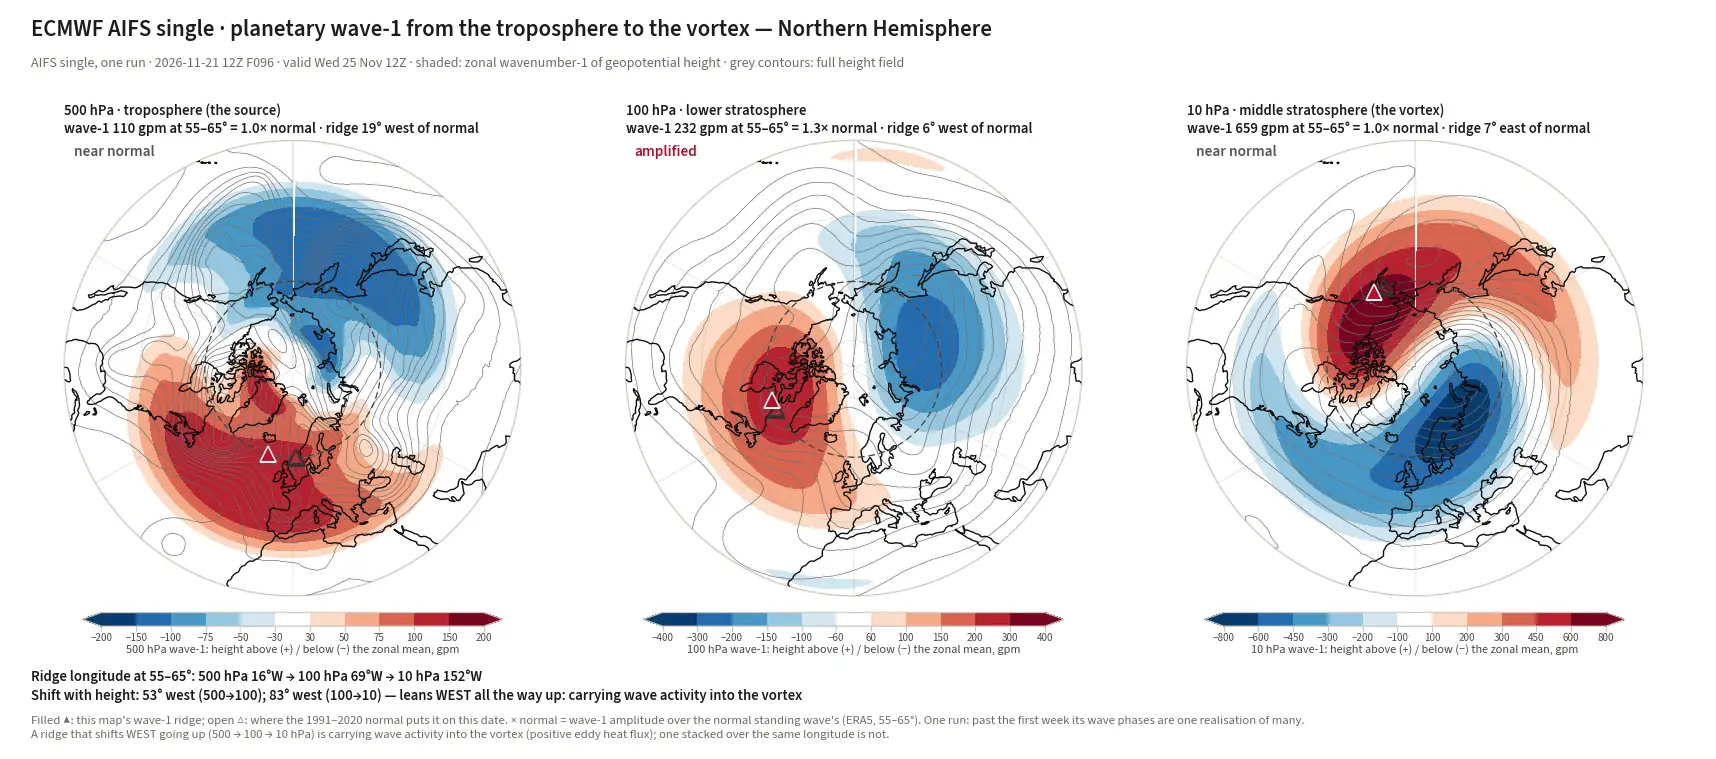 ECMWF AIFS single · planetary wave-1 from the troposphere to the vortex — Northern Hemisphere
AIFS single, one run · 2026-11-21 12Z F096 · valid Wed 25 Nov 12Z · shaded: zonal wavenumber-1 of geopotential height · grey contours: full height field
500 hPa · troposphere (the source)
wave-1 110 gpm at 55–65° = 1.0× normal · ridge 19° west of normal
near normal
100 hPa · lower stratosphere
wave-1 232 gpm at 55–65° = 1.3× normal · ridge 6° west of normal
amplified
10 hPa · middle stratosphere (the vortex)
wave-1 659 gpm at 55–65° = 1.0× normal · ridge 7° east of normal
near normal
−200 −150 −100 −75 −50 −30 30 50 75 100 150 200
500 hPa wave-1: height above (+) / below (−) the zonal mean, gpm
−400 −300 −200 −150 −100 −60 60 100 150 200 300 400
100 hPa wave-1: height above (+) / below (−) the zonal mean, gpm
−800 −600 −450 −300 −200 −100 100 200 300 450 600 800
10 hPa wave-1: height above (+) / below (−) the zonal mean, gpm
Ridge longitude at 55–65°: 500 hPa 16°W → 100 hPa 69°W → 10 hPa 152°W
Shift with height: 53° west (500→100); 83° west (100→10) — leans WEST all the way up: carrying wave activity into the vortex
Filled ▲: this map's wave-1 ridge; open △: where the 1991–2020 normal puts it on this date. × normal = wave-1 amplitude over the normal standing wave's (ERA5, 55–65°). One run: past the first week its wave phases are one realisation of many.
A ridge that shifts WEST going up (500 → 100 → 10 hPa) is carrying wave activity into the vortex (positive eddy heat flux); one stacked over the same longitude is not.